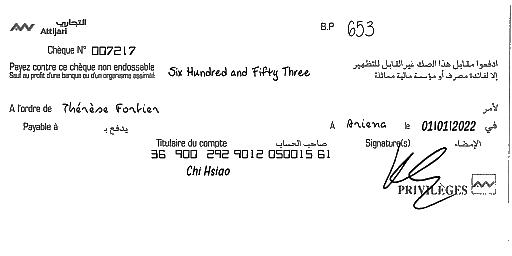 التجاري
Attijari
B.P 653
Chèque N° 007217
Payez contre ce chèque non endossable
Sauf au profit d'une banque ou d'un organisme assimilé
Six Hundred and Fifty Three
ادفعوا مقابل هذا الصك غير القابل للتظهير
إلا لفائدة مصرف أو مؤسسة مالية مماثلة
A l'ordre de Thérèse Fortier لأمر
Payable à يدفع بـ
A Ariena le 01/01/2022 في
Titulaire du compte صاحب الحساب
Signature(s) الإمضاء
36 900 292 9012 050015 61
Chi Hsiao
PRIVILÈGES